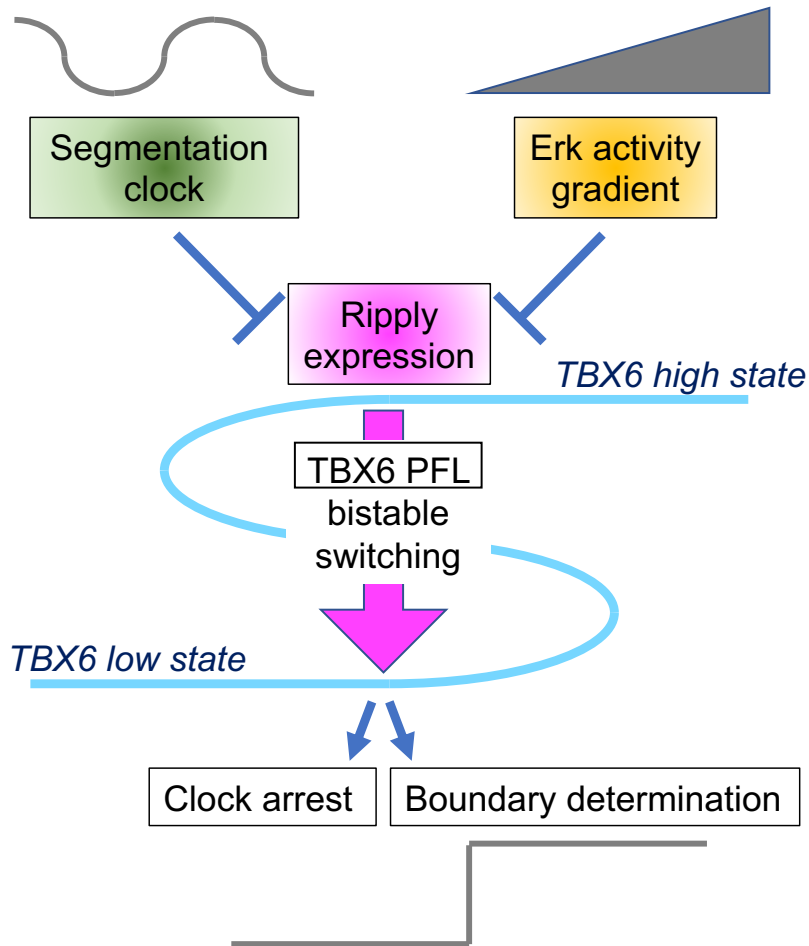 Segmentation
clock
Erk activity
gradient
Ripply
expression
TBX6 high state
TBX6 PFL
bistable
switching
TBX6 low state
Clock arrest
Boundary determination